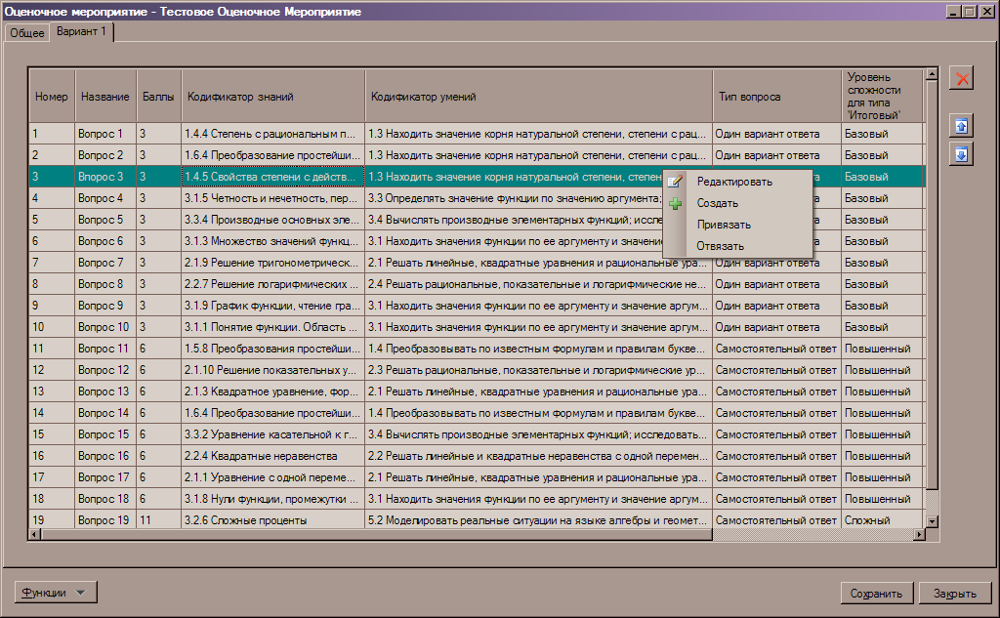 Оценочное мероприятие - Тестовое Оценочное Мероприятие
Общее Вариант 1
Номер Название Баллы Кодификатор знаний Кодификатор умений Тип вопроса Уровень сложности для типа 'Итоговый'
1 Вопрос 1 3 1.4.4 Степень с рациональным п... 1.3 Находить значение корня натуральной степени, степени с рац... Один вариант ответа Базовый
2 Вопрос 2 3 1.6.4 Преобразование простейши... 1.3 Находить значение корня натуральной степени, степени с рац... Один вариант ответа Базовый
3 Впорос 3 3 1.4.5 Свойства степени с действ... 1.3 Находить значение корня натуральной степени, степен Базовый
4 Вопрос 4 3 3.1.5 Четность и нечетность, пер... 3.3 Определять значение функции по значению аргумента; Базовый
5 Вопрос 5 3 3.3.4 Производные основных эле... 3.4 Вычислять производные элементарных функций; иссле Базовый
6 Вопрос 6 3 3.1.3 Множество значений функц... 3.1 Находить значения функции по ее аргументу и значение Базовый
7 Вопрос 7 3 2.1.9 Решение тригонометрическ... 2.1 Решать линейные, квадратные уравнения и рациональные ура... Один вариант ответа Базовый
8 Вопрос 8 3 2.2.7 Решение логарифмических ... 2.4 Решать рациональные, показательные и логарифмические не... Один вариант ответа Базовый
9 Вопрос 9 3 3.1.9 График функции, чтение гра... 3.1 Находить значения функции по ее аргументу и значение аргум... Один вариант ответа Базовый
10 Вопрос 10 3 3.1.1 Понятие функции. Область ... 3.1 Находить значения функции по ее аргументу и значение аргум... Один вариант ответа Базовый
11 Вопрос 11 6 1.5.8 Преобразования простейши... 1.4 Преобразовывать по известным формулам и правилам букве... Самостоятельный ответ Повышенный
12 Вопрос 12 6 2.1.10 Решение показательных у... 2.3 Решать рациональные, показательные и логарифмические ур... Самостоятельный ответ Повышенный
13 Вопрос 13 6 2.1.3 Квадратное уравнение, фор... 2.1 Решать линейные, квадратные уравнения и рациональные ура... Самостоятельный ответ Повышенный
14 Вопрос 14 6 1.6.4 Преобразование простейши... 1.4 Преобразовывать по известным формулам и правилам букве... Самостоятельный ответ Повышенный
15 Вопрос 15 6 3.3.2 Уравнение касательной к г... 3.4 Вычислять производные элементарных функций; исследовать... Самостоятельный ответ Повышенный
16 Вопрос 16 6 2.2.4 Квадратные неравенства 2.2 Решать линейные и квадратные неравенства с одной перемен... Самостоятельный ответ Повышенный
17 Вопрос 17 6 2.1.1 Уравнение с одной переме... 2.1 Решать линейные, квадратные уравнения и рациональные ура... Самостоятельный ответ Повышенный
18 Вопрос 18 6 3.1.8 Нули функции, промежутки ... 3.1 Находить значения функции по ее аргументу и значение аргум... Самостоятельный ответ Повышенный
19 Вопрос 19 11 3.2.6 Сложные проценты 5.2 Моделировать реальные ситуации на языке алгебры и геомет... Самостоятельный ответ Сложный
Редактировать
Создать
Привязать
Отвязать
Функции Сохранить Закрыть